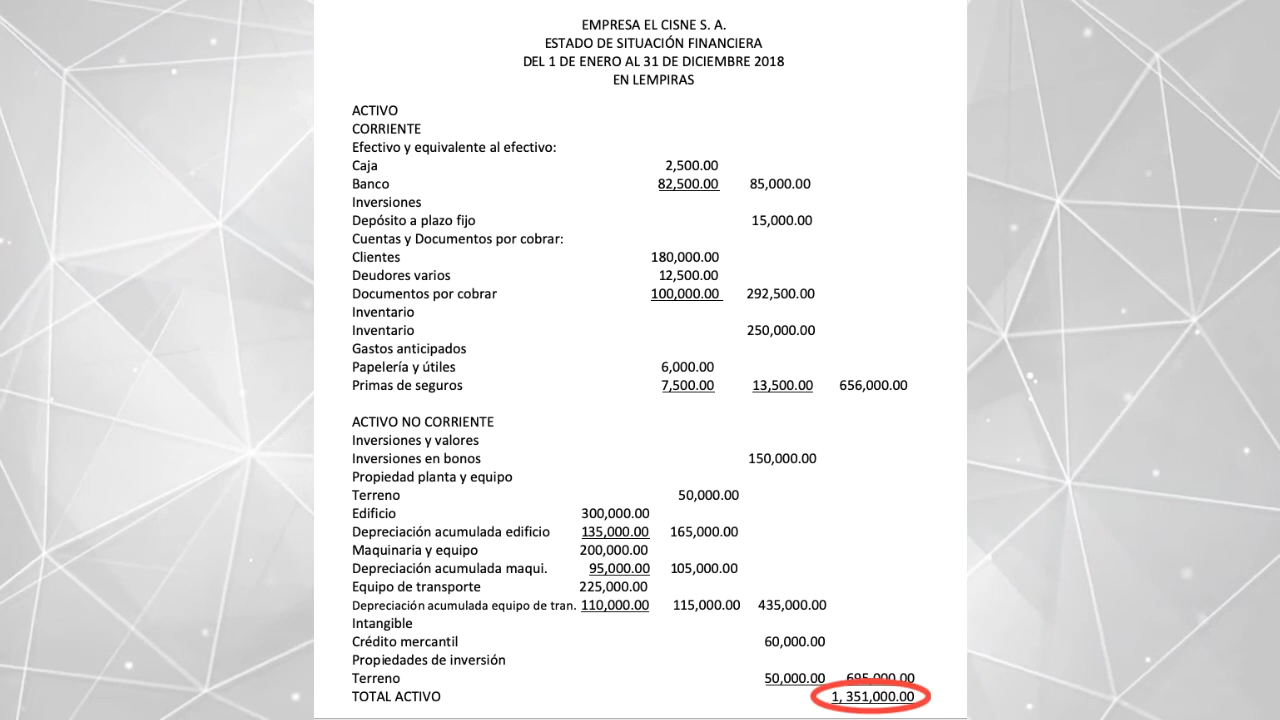 EMPRESA EL CISNE S. A.
ESTADO DE SITUACIÓN FINANCIERA
DEL 1 DE ENERO AL 31 DE DICIEMBRE 2018
EN LEMPIRAS
ACTIVO
CORRIENTE
Efectivo y equivalente al efectivo:
Caja 2,500.00
Banco 82,500.00 85,000.00
Inversiones
Depósito a plazo fijo 15,000.00
Cuentas y Documentos por cobrar:
Clientes 180,000.00
Deudores varios 12,500.00
Documentos por cobrar 100,000.00 292,500.00
Inventario
Inventario 250,000.00
Gastos anticipados
Papelería y útiles 6,000.00
Primas de seguros 7,500.00 13,500.00 656,000.00
ACTIVO NO CORRIENTE
Inversiones y valores
Inversiones en bonos 150,000.00
Propiedad planta y equipo
Terreno 50,000.00
Edificio 300,000.00
Depreciación acumulada edificio 135,000.00 165,000.00
Maquinaria y equipo 200,000.00
Depreciación acumulada maqui. 95,000.00 105,000.00
Equipo de transporte 225,000.00
Depreciación acumulada equipo de tran. 110,000.00 115,000.00 435,000.00
Intangible
Crédito mercantil 60,000.00
Propiedades de inversión
Terreno 50,000.00 695,000.00
TOTAL ACTIVO 1, 351,000.00